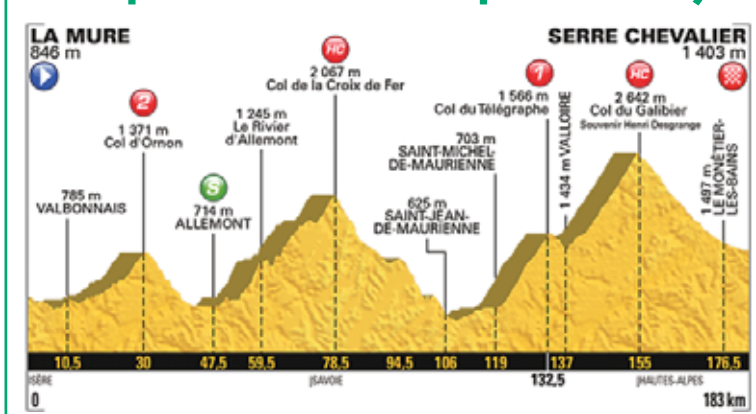 LA MURE
846 m
SERRE CHEVALIER
1 403 m
HC
2 067 m
Col de la Croix de Fer
2
1 371 m
Col d'Ornon
1 245 m
Le Rivier
d'Allemont
1
1 566 m
Col du Télégraphe
HC
2 642 m
Col du Galibier
Souvenir Henri Desgrange
785 m
VALBONNAIS
S
714 m
ALLEMONT
703 m
SAINT-MICHEL-
DE-MAURIENNE
625 m
SAINT-JEAN-
DE-MAURIENNE
1 434 m VALLOIRE
1 497 m
LE MONÊTIER-
LES-BAINS
10,5 30 47,5 59,5 78,5 94,5 106 119 137 155 176,5
132,5
ISÈRE SAVOIE HAUTES-ALPES
0 183 km